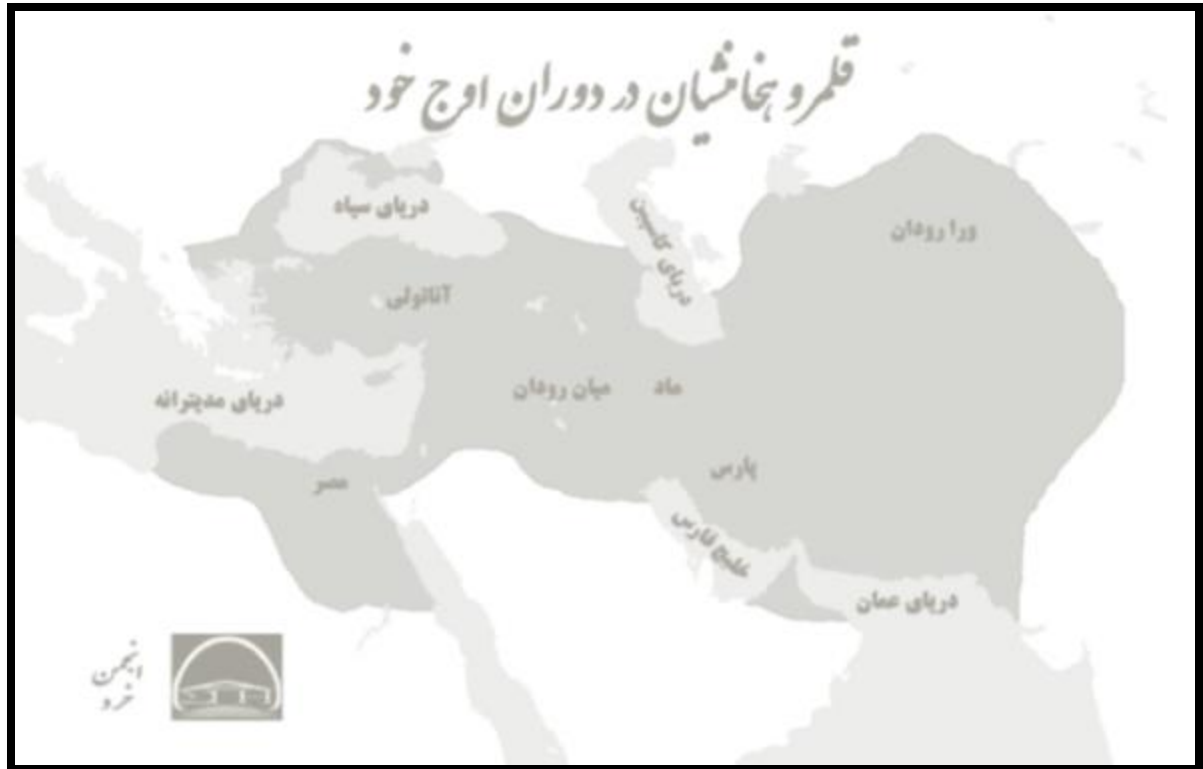 قلمرو هخامنشیان در دوران اوج خود
دریای سیاه
دریای کاسپین
ورا رودان
آناتولی
دریای مدیترانه
میان رودان
ماد
پارس
مصر
خلیج فارس
دریای عمان
انجمن
خرد